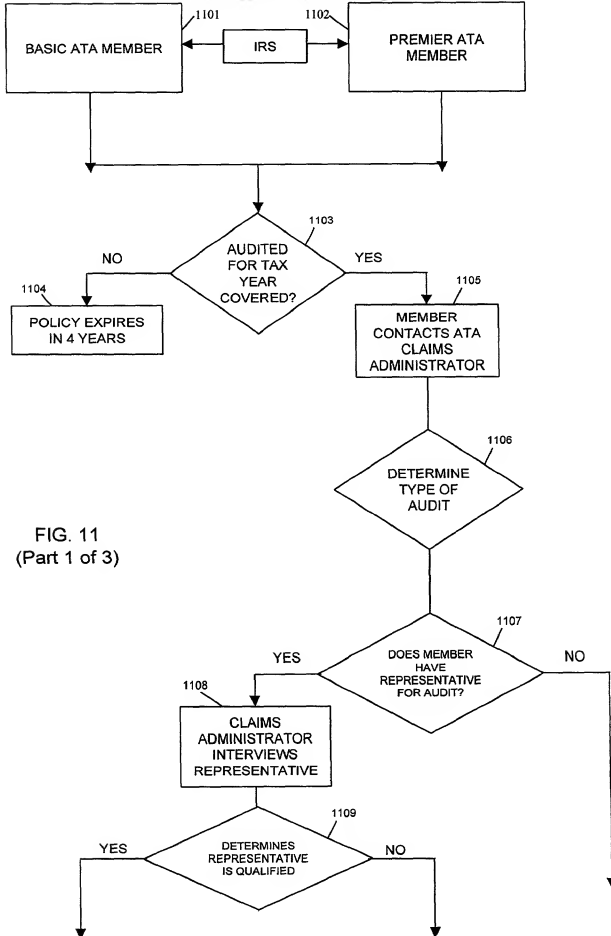 1101
1102
BASIC ATA MEMBER
IRS
PREMIER ATA
MEMBER
1103
AUDITED
FOR TAX
YEAR
COVERED?
NO
YES
1104
POLICY EXPIRES
IN 4 YEARS
1105
MEMBER
CONTACTS ATA
CLAIMS
ADMINISTRATOR
1106
DETERMINE
TYPE OF
AUDIT
FIG. 11
(Part 1 of 3)
1107
DOES MEMBER
HAVE
REPRESENTATIVE
FOR AUDIT?
YES
NO
1108
CLAIMS
ADMINISTRATOR
INTERVIEWS
REPRESENTATIVE
1109
DETERMINES
REPRESENTATIVE
IS QUALIFIED
YES
NO